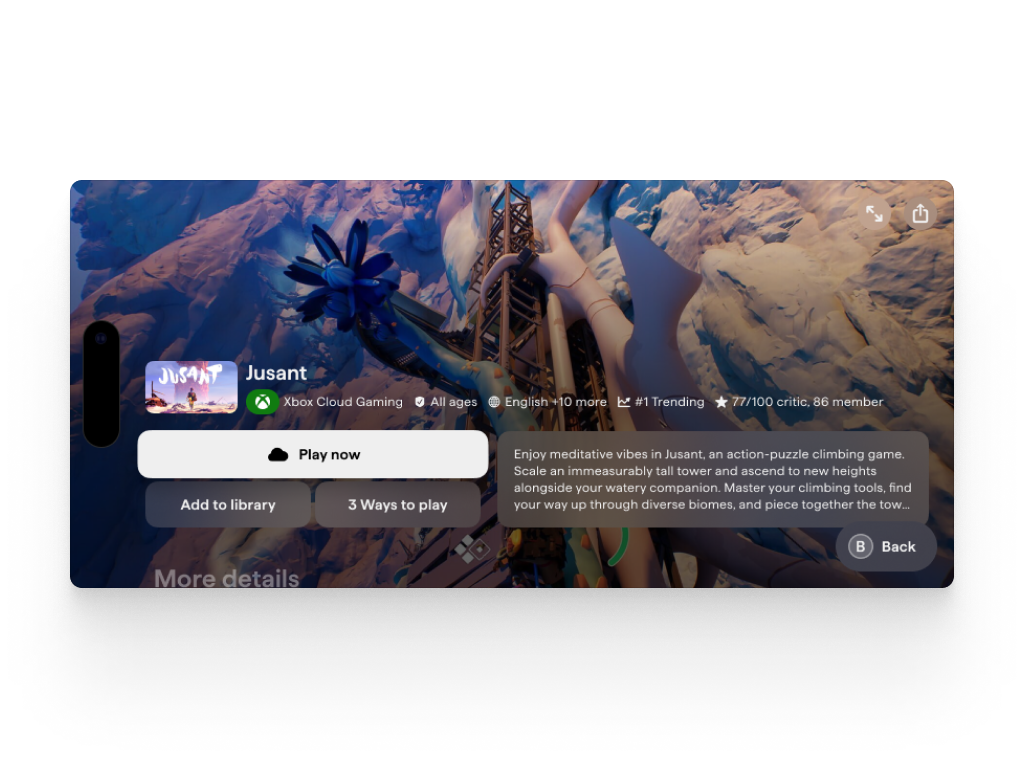 JUSANT
Jusant
Xbox Cloud Gaming All ages English +10 more #1 Trending 77/100 critic, 86 member
Play now
Add to library
3 Ways to play
Enjoy meditative vibes in Jusant, an action-puzzle climbing game.
Scale an immeasurably tall tower and ascend to new heights
alongside your watery companion. Master your climbing tools, find
your way up through diverse biomes, and piece together the tow...
B Back
More details